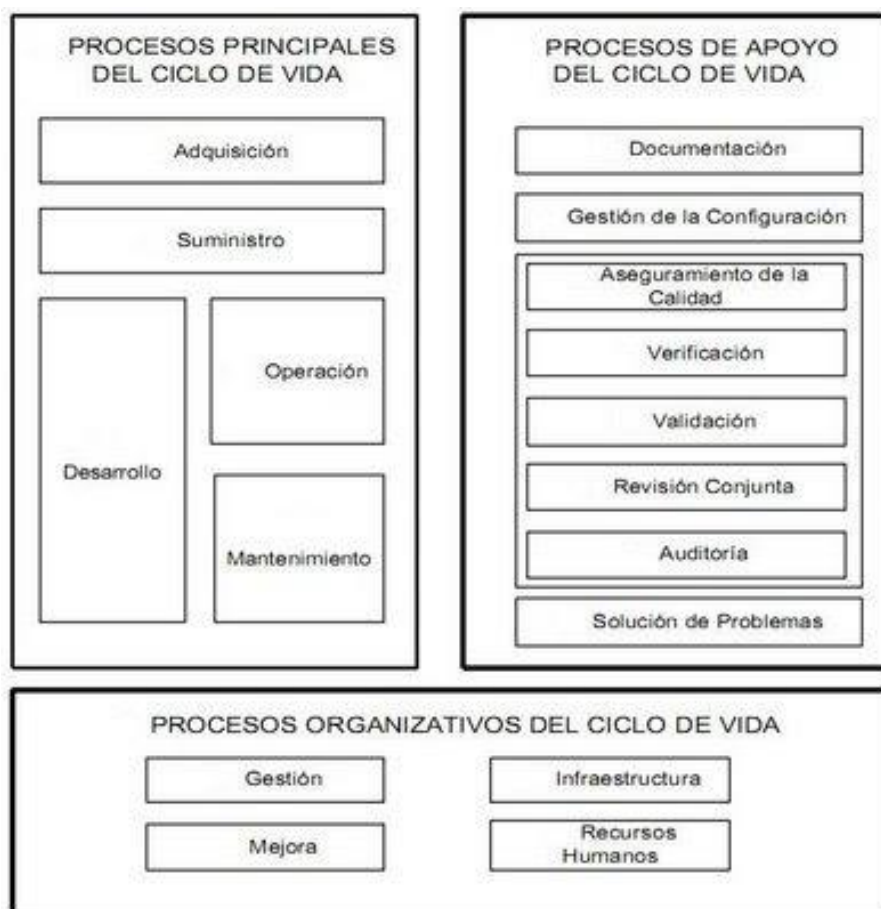 PROCESOS PRINCIPALES
DEL CICLO DE VIDA
Adquisición
Suministro
Desarrollo
Operación
Mantenimiento
PROCESOS DE APOYO
DEL CICLO DE VIDA
Documentación
Gestión de la Configuración
Aseguramiento de la
Calidad
Verificación
Validación
Revisión Conjunta
Auditoría
Solución de Problemas
PROCESOS ORGANIZATIVOS DEL CICLO DE VIDA
Gestión
Infraestructura
Mejora
Recursos
Humanos